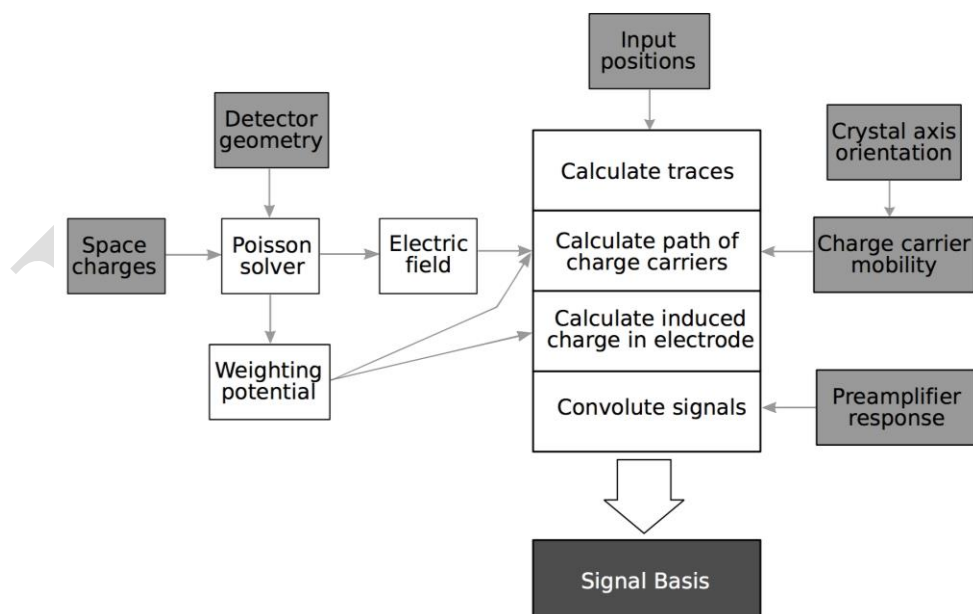 Input
positions
Detector
geometry
Crystal axis
orientation
Calculate traces
Space
charges
Poisson
solver
Electric
field
Calculate path of
charge carriers
Charge carrier
mobility
Calculate induced
charge in electrode
Weighting
potential
Convolute signals
Preamplifier
response
Signal Basis